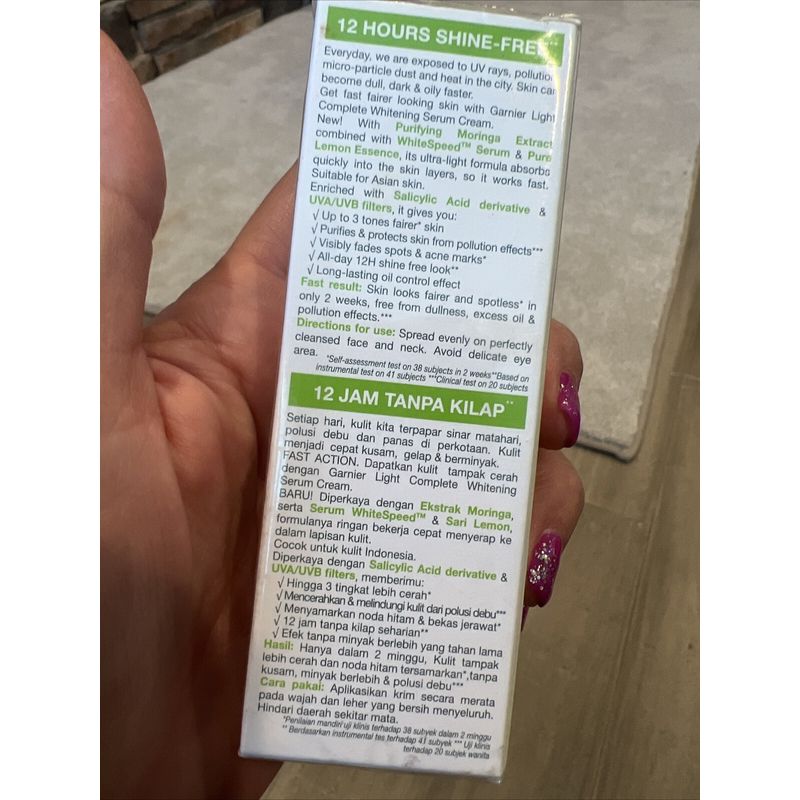 12 HOURS SHINE-FREE**
Everyday, we are exposed to UV rays, pollution
micro-particle dust and heat in the city. Skin can
become dull, dark & oily faster.
Get fast fairer looking skin with Garnier Light
Complete Whitening Serum Cream.
New! With Purifying Moringa Extract
combined with WhiteSpeed™ Serum & Pure
Lemon Essence, its ultra-light formula absorbs
quickly into the skin layers, so it works fast.
Suitable for Asian skin.
Enriched with Salicylic Acid derivative &
UVA/UVB filters, it gives you:
√ Up to 3 tones fairer* skin
√ Purifies & protects skin from pollution effects***
√ Visibly fades spots & acne marks*
√ All-day 12H shine free look**
√ Long-lasting oil control effect
Fast result: Skin looks fairer and spotless* in
only 2 weeks, free from dullness, excess oil &
pollution effects.***
Directions for use: Spread evenly on perfectly
cleansed face and neck. Avoid delicate eye
area.
*Self-assessment test on 38 subjects in 2 weeks**Based on
instrumental test on 41 subjects ***Clinical test on 20 subjects
12 JAM TANPA KILAP**
Setiap hari, kulit kita terpapar sinar matahari,
polusi debu dan panas di perkotaan. Kulit
menjadi cepat kusam, gelap & berminyak.
FAST ACTION. Dapatkan kulit tampak cerah
dengan Garnier Light Complete Whitening
Serum Cream.
BARU! Diperkaya dengan Ekstrak Moringa,
serta Serum WhiteSpeed™ & Sari Lemon,
formulanya ringan bekerja cepat menyerap ke
dalam lapisan kulit.
Cocok untuk kulit Indonesia.
Diperkaya dengan Salicylic Acid derivative &
UVA/UVB filters, memberimu:
√ Hingga 3 tingkat lebih cerah*
√ Mencerahkan & melindungi kulit dari polusi debu***
√ Menyamarkan noda hitam & bekas jerawat*
√ 12 jam tanpa kilap seharian**
√ Efek tanpa minyak berlebih yang tahan lama
Hasil: Hanya dalam 2 minggu, Kulit tampak
lebih cerah dan noda hitam tersamarkan*,tanpa
kusam, minyak berlebih & polusi debu***
Cara pakai: Aplikasikan krim secara merata
pada wajah dan leher yang bersih menyeluruh.
Hindari daerah sekitar mata.
*Penilaian mandiri/uji klinis terhadap 38 subyek dalam 2 minggu
** Berdasarkan instrumental tes terhadap 41 subyek *** Uji klinis
terhadap 20 subjek wanita